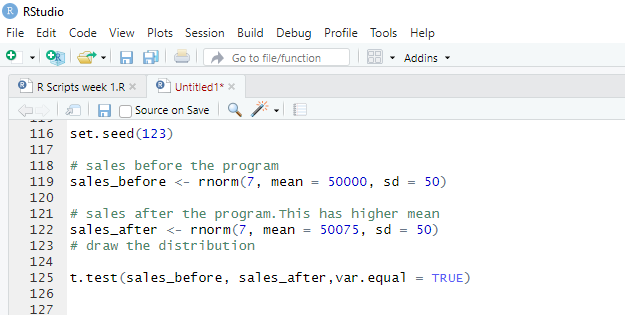 RStudio
File Edit Code View Plots Session Build Debug Profile Tools Help
Go to file/function Addins
R Scripts week 1.R Untitled1*
Source on Save
116 set.seed(123)
117
118 # sales before the program
119 sales_before <- rnorm(7, mean = 50000, sd = 50)
120
121 # sales after the program.This has higher mean
122 sales_after <- rnorm(7, mean = 50075, sd = 50)
123 # draw the distribution
124
125 t.test(sales_before, sales_after,var.equal = TRUE)
126
127